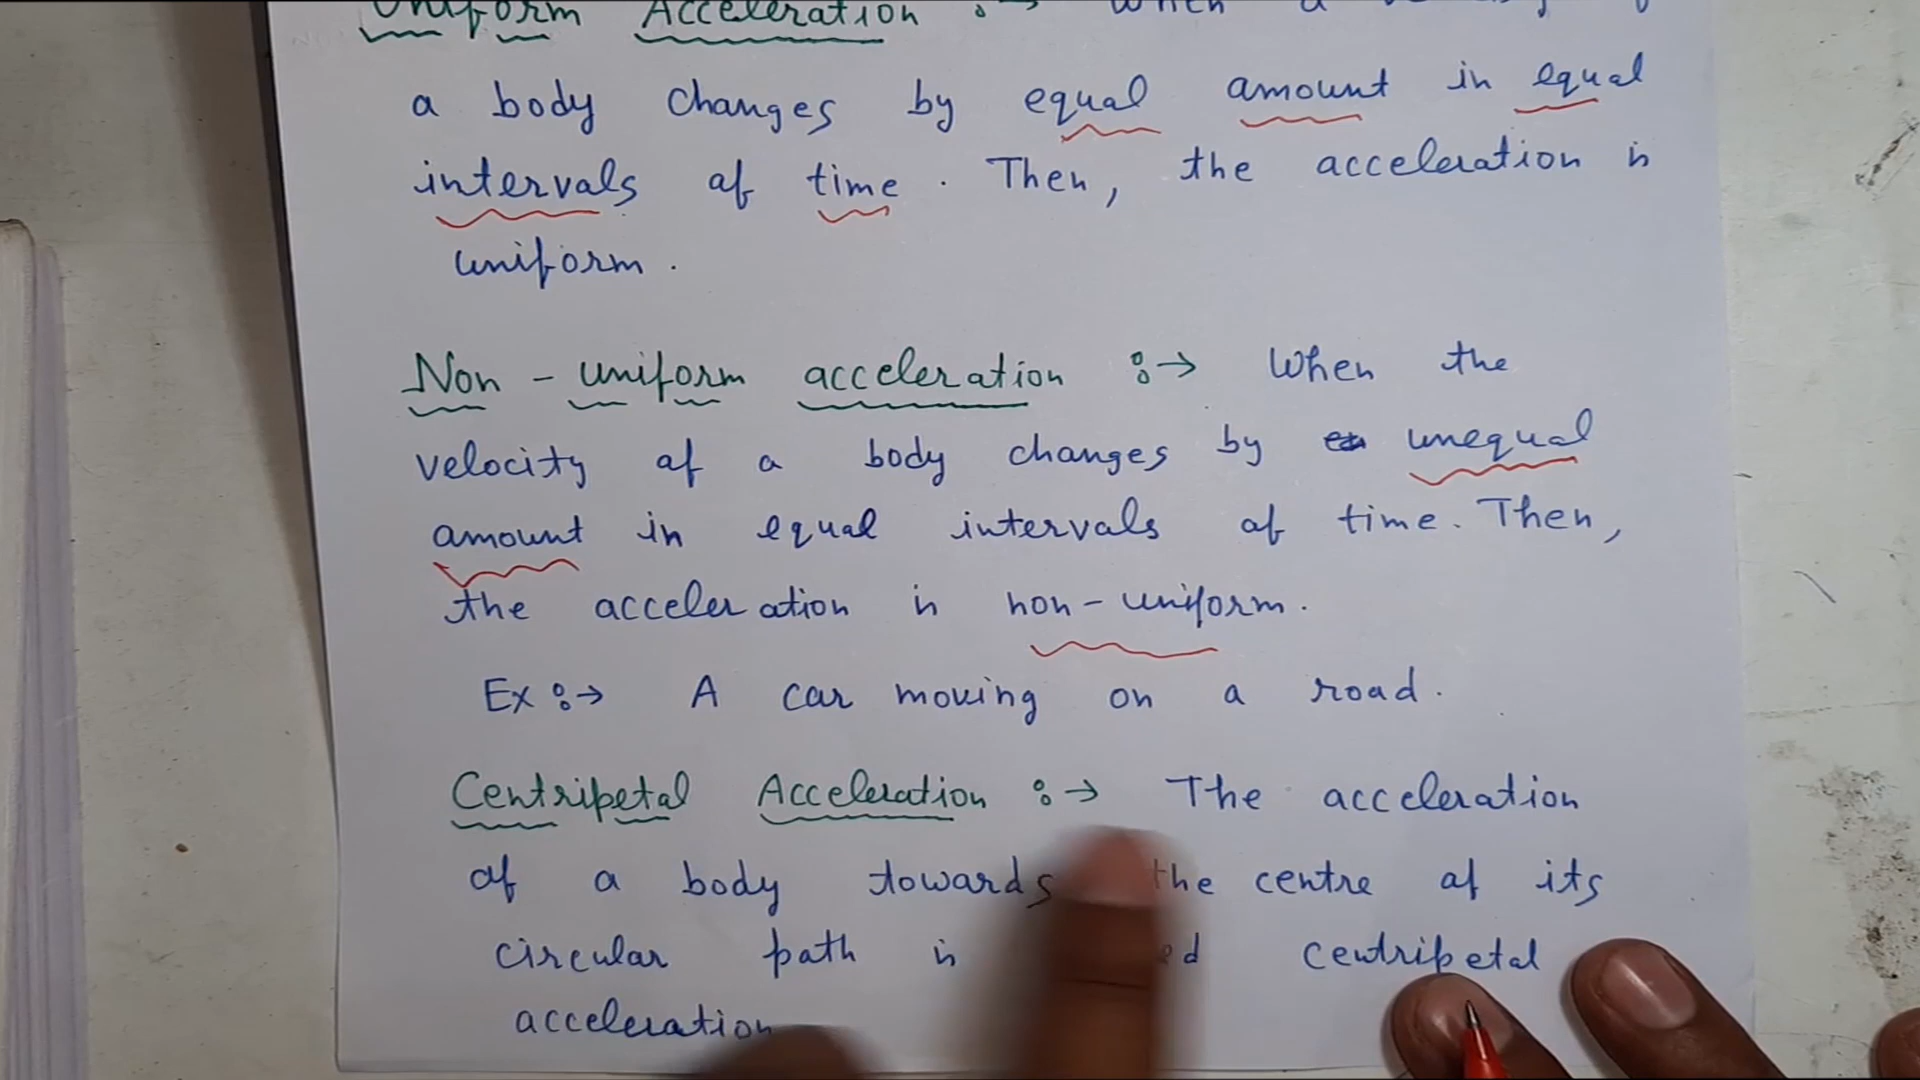 Uniform Acceleration :→ When
a body changes by equal amount in equal
intervals of time. Then, the acceleration is
uniform.
Non-uniform acceleration :→ When the
velocity of a body changes by unequal
amount in equal intervals of time. Then,
the acceleration is non-uniform.
Ex :→ A car moving on a road.
Centripetal Acceleration :→ The acceleration
of a body towards the centre of its
circular path is centripetal
acceleration